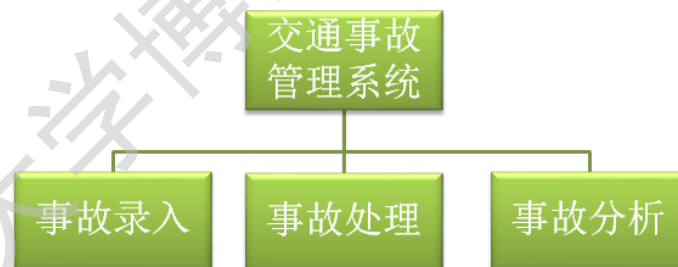 交通事故
管理系统
事故录入
事故处理
事故分析